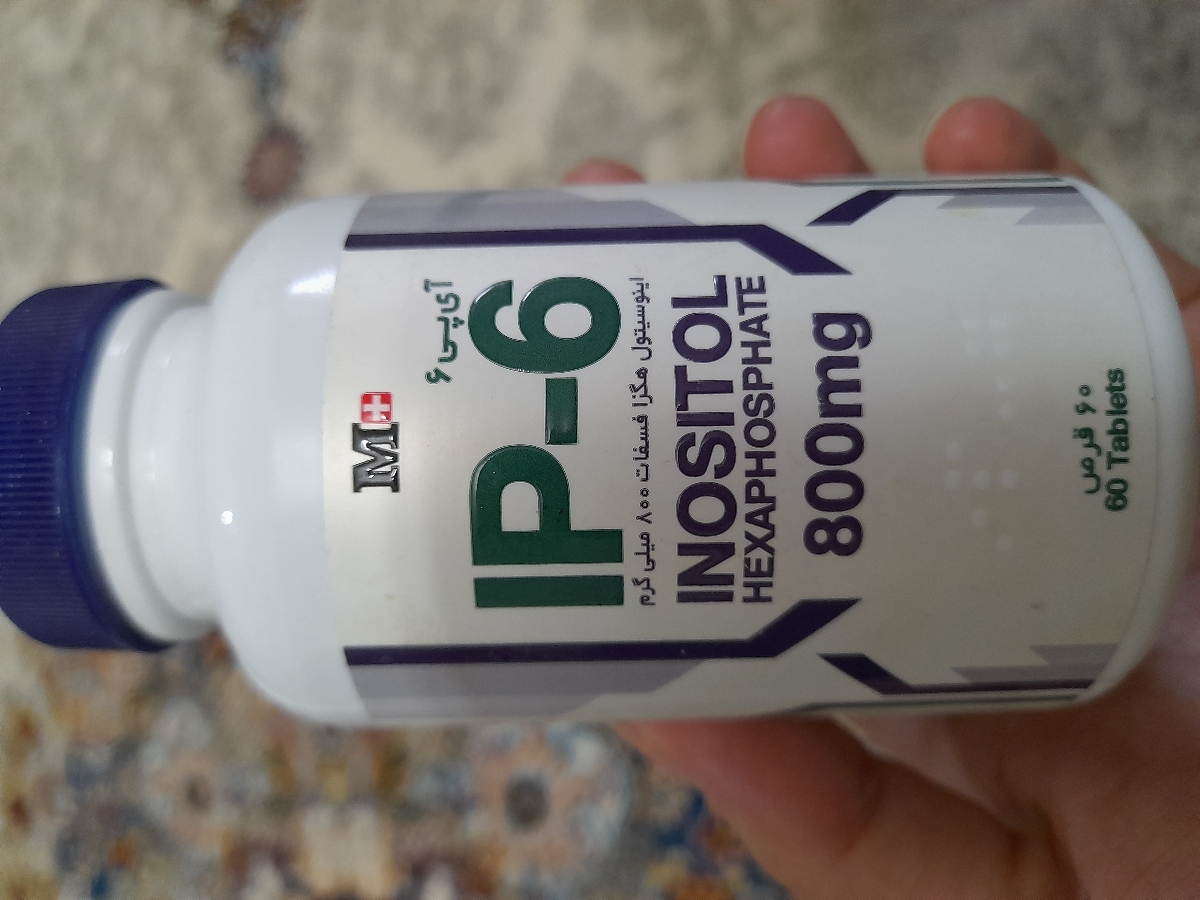 M+
آی‌پی ۶
IP-6
اینوسیتول هگزا فسفات ۸۰۰ میلی گرم
INOSITOL
HEXAPHOSPHATE
800mg
۶۰ قرص
60 Tablets